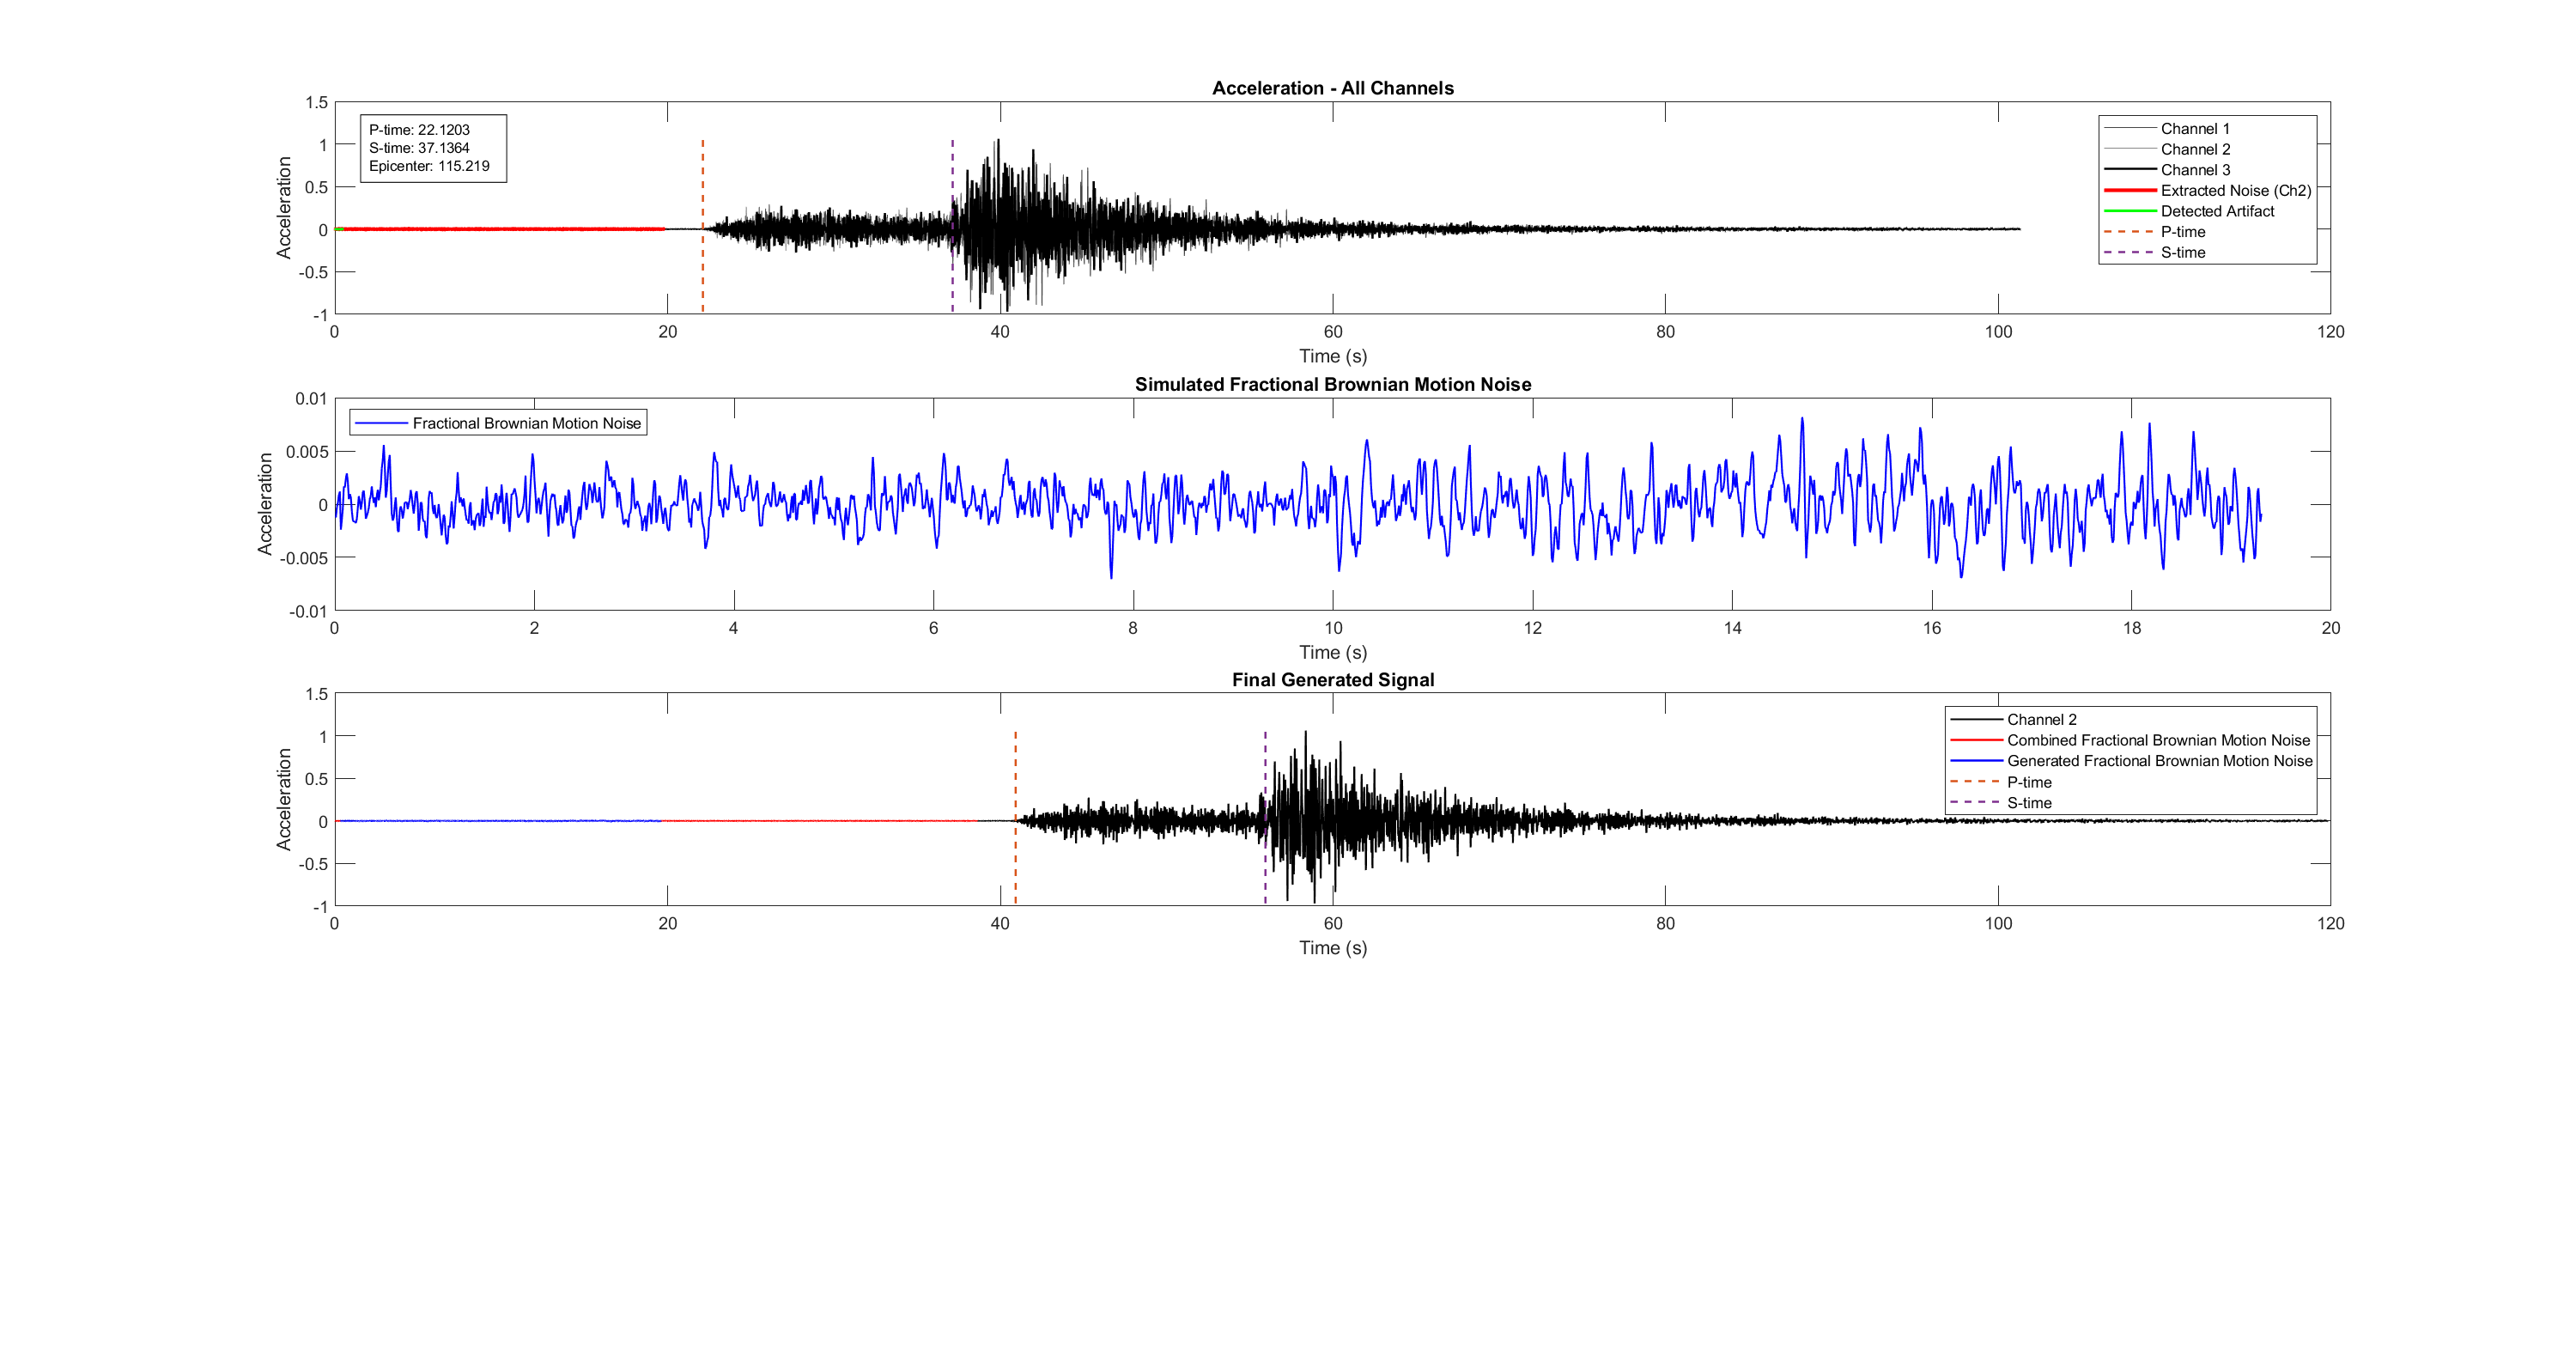 Acceleration - All Channels
1.5
1
0.5
0
-0.5
-1
Acceleration
P-time: 22.1203
S-time: 37.1364
Epicenter: 115.219
Channel 1
Channel 2
Channel 3
Extracted Noise (Ch2)
Detected Artifact
P-time
S-time
0 20 40 60 80 100 120
Time (s)
Simulated Fractional Brownian Motion Noise
0.01
0.005
0
-0.005
-0.01
Acceleration
Fractional Brownian Motion Noise
0 2 4 6 8 10 12 14 16 18 20
Time (s)
Final Generated Signal
1.5
1
0.5
0
-0.5
-1
Acceleration
Channel 2
Combined Fractional Brownian Motion Noise
Generated Fractional Brownian Motion Noise
P-time
S-time
0 20 40 60 80 100 120
Time (s)